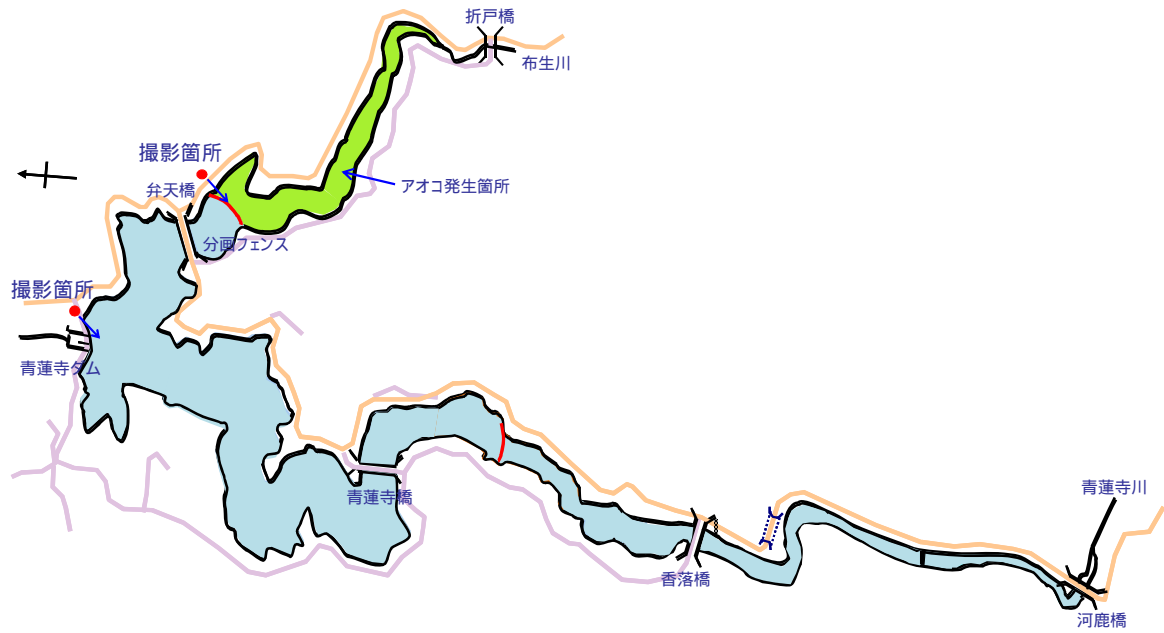 折戸橋
布生川
撮影箇所
アオコ発生箇所
弁天橋
分画フェンス
撮影箇所
青蓮寺ダム
青蓮寺橋
青蓮寺川
香落橋
河鹿橋